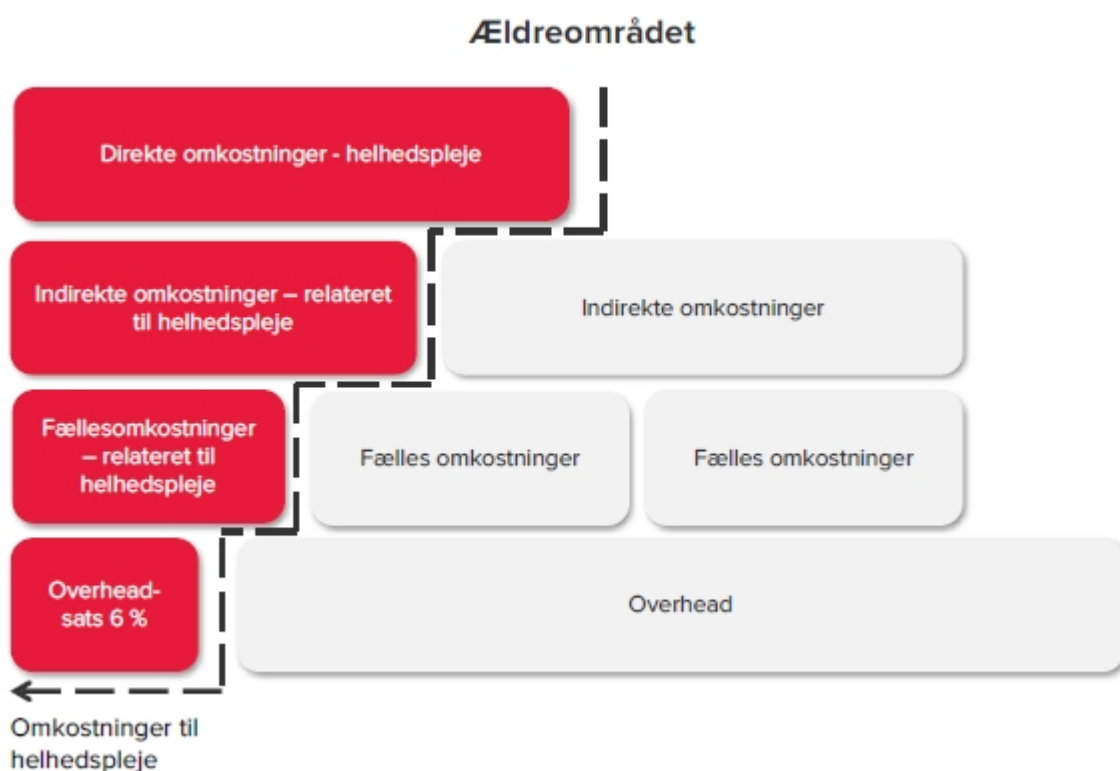 Ældreområdet
Direkte omkostninger - helhedspleje
Indirekte omkostninger – relateret
til helhedspleje
Indirekte omkostninger
Fællesomkostninger
– relateret til
helhedspleje
Fælles omkostninger
Fælles omkostninger
Overhead-
sats 6 %
Overhead
Omkostninger til
helhedspleje